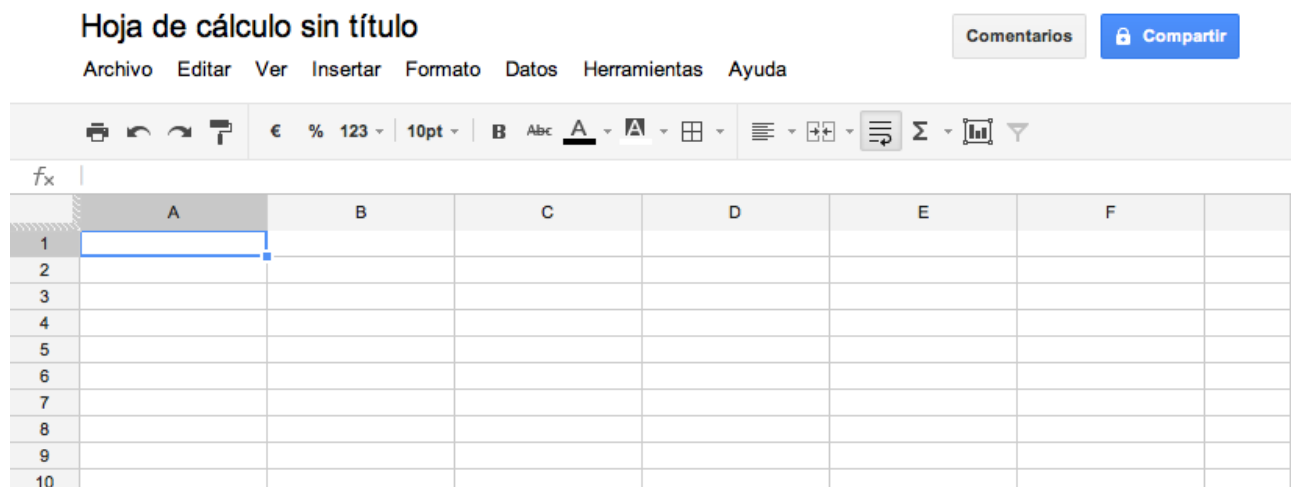 Hoja de cálculo sin título
Comentarios
Compartir
Archivo Editar Ver Insertar Formato Datos Herramientas Ayuda
€ % 123 10pt B Abc A A Σ
fx
A B C D E F
1
2
3
4
5
6
7
8
9
10